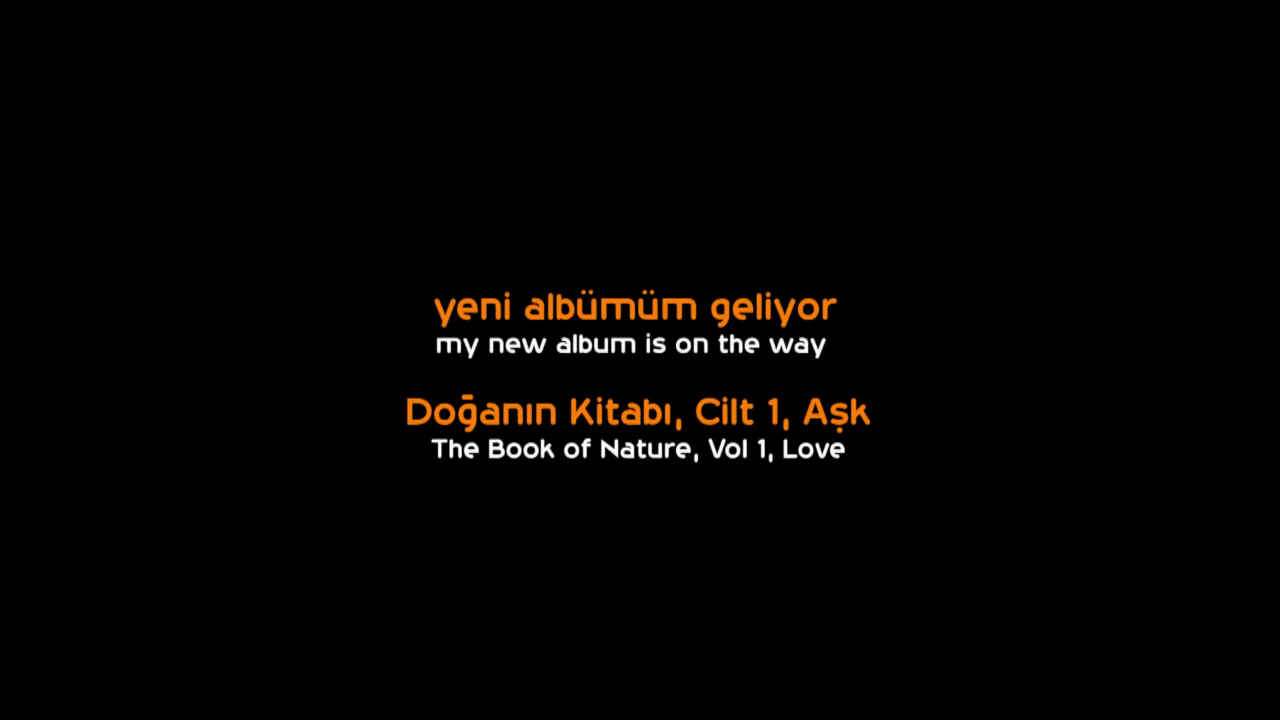 yeni albümüm geliyor
my new album is on the way
Doğanın Kitabı, Cilt 1, Aşk
The Book of Nature, Vol 1, Love